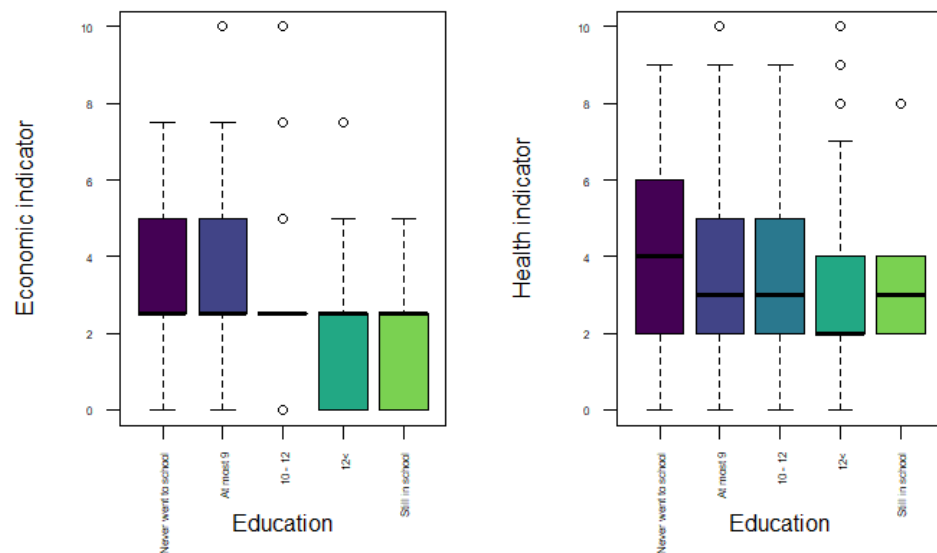 Economic indicator
10
8
6
4
2
0
Never went to school
At most 9
10 - 12
12<
Still in school
Education
Health indicator
10
8
6
4
2
0
Never went to school
At most 9
10 - 12
12<
Still in school
Education